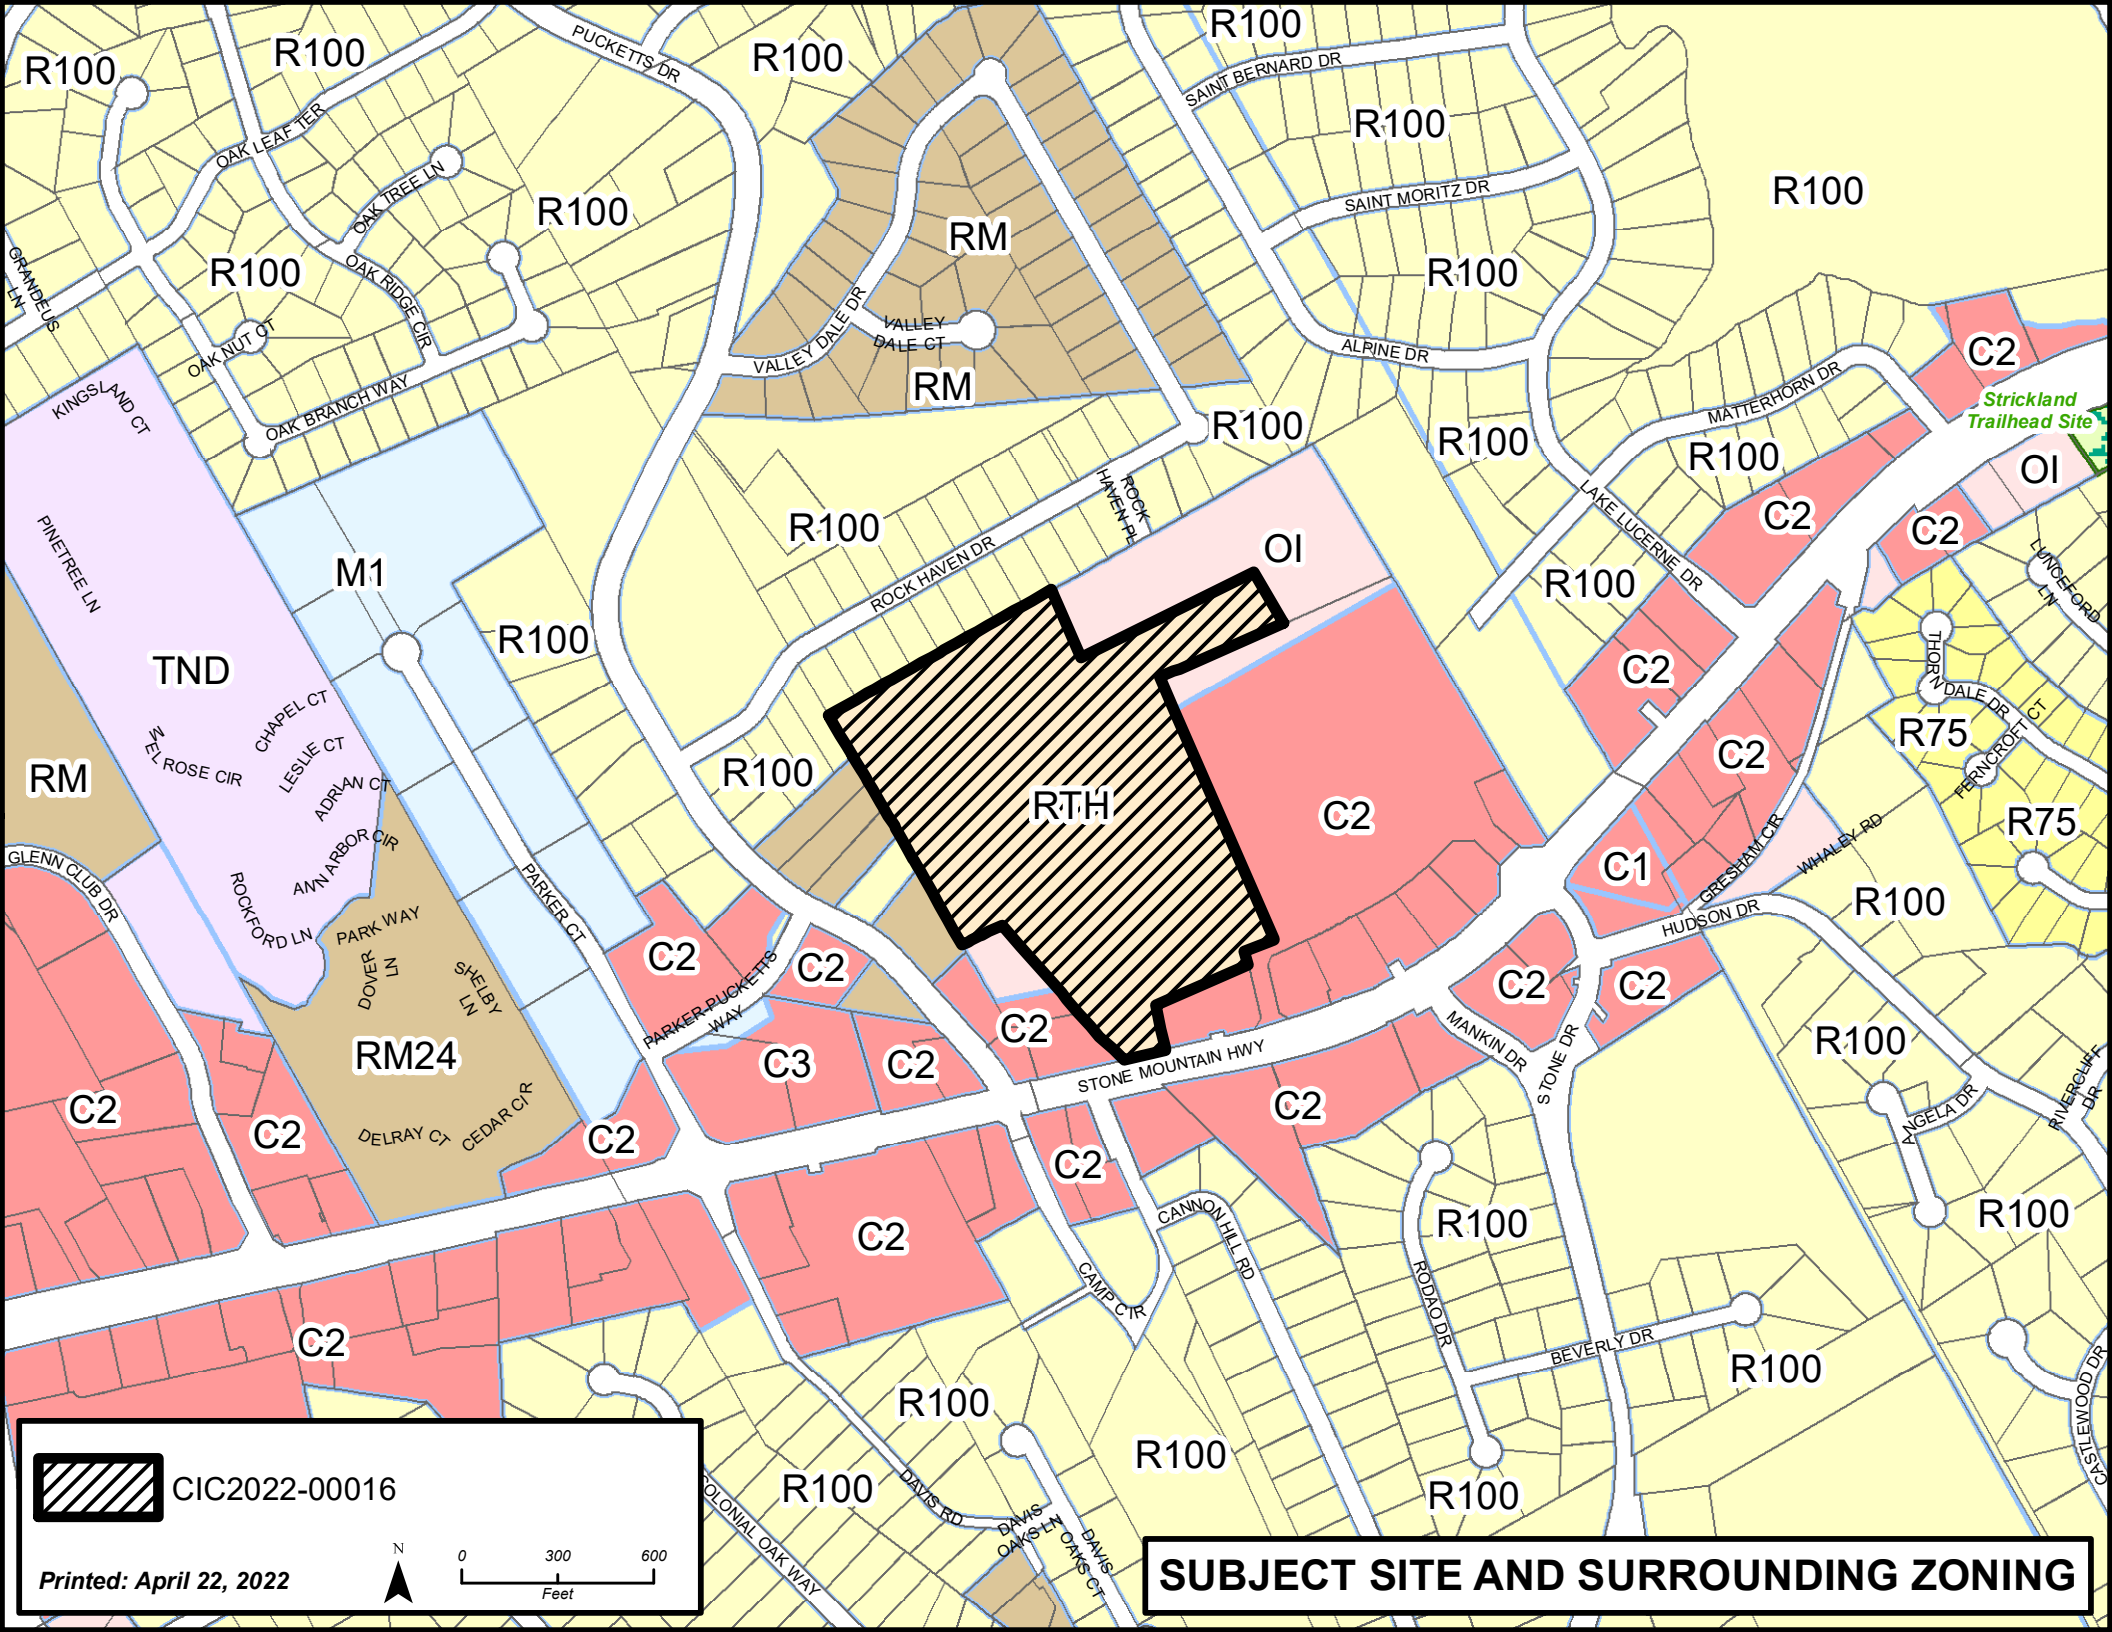 R100
PUCKETTS DR
R100
R100
R100
SAINT BERNARD DR
R100
OAK LEAF TER
OAK TREE LN
R100
SAINT MORITZ DR
R100
RM
GRANDEUS
LN
R100
OAK RIDGE CIR
R100
OAK NUT CT
VALLEY DALE DR
VALLEY
DALE CT
ALPINE DR
C2
KINGSLAND CT
OAK BRANCH WAY
RM
MATTERHORN DR
Strickland
Trailhead Site
R100
R100
R100
OI
ROCK
HAVEN PL
LAKE LUCERNE DR
C2
C2
PINETREE LN
R100
OI
M1
ROCK HAVEN DR
R100
LUNCEFORD
LN
R100
THORNDALE DR
TND
C2
CHAPEL CT
MELROSE CIR
LESLIE CT
ADRIAN CT
RM
R100
RTH
C2
C2
R75
FERNCROFT CT
R75
ANN ARBOR CIR
GLENN CLUB DR
PARKER CT
C1
GRESHAM CIR
WHALEY RD
ROCKFORD LN
PARK WAY
HUDSON DR
R100
DOVER
LN
SHELBY
LN
C2
C2
C2
C2
PARKER-PUCKETTS
WAY
C2
MANKIN DR
S STONE DR
R100
RM24
C3
C2
STONE MOUNTAIN HWY
C2
C2
C2
C2
DELRAY CT
CEDAR CIR
C2
ANGELA DR
RIVERCLIFF
DR
C2
CANNON HILL RD
R100
R100
C2
CAMP CIR
RODAO DR
C2
BEVERLY DR
R100
CASTLEWOOD DR
R100
R100
R100
R100
COLONIAL OAK WAY
DAVIS RD
DAVIS
OAKS LN
DAVIS
OAKS CT
CIC2022-00016
N
0 300 600
Feet
Printed: April 22, 2022
SUBJECT SITE AND SURROUNDING ZONING